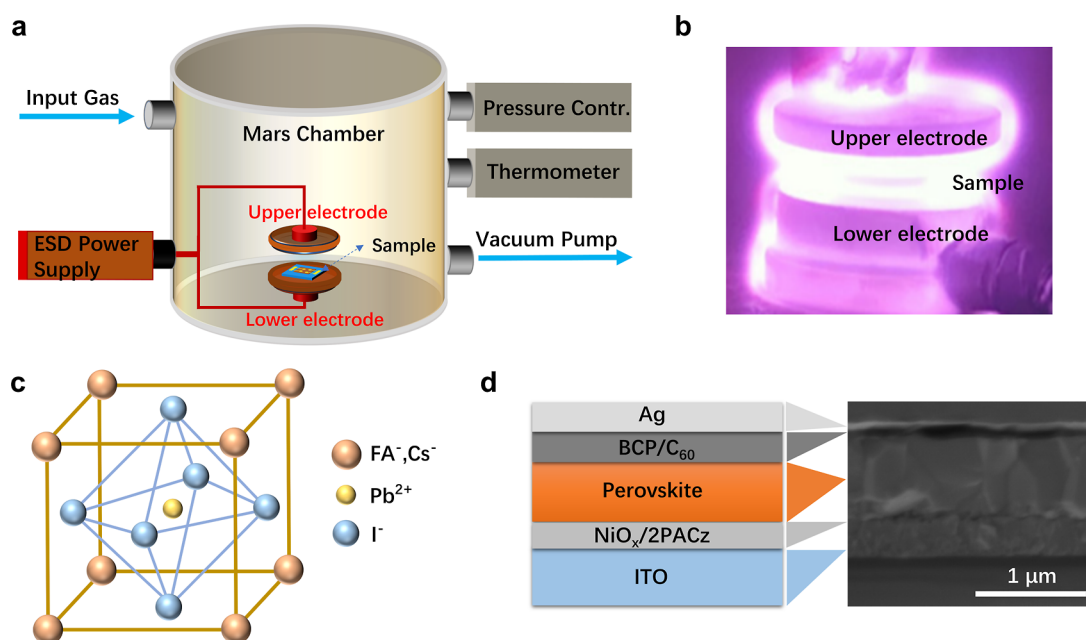 a
Input Gas
Mars Chamber
Pressure Contr.
Thermometer
Upper electrode
ESD Power
Supply
Sample
Vacuum Pump
Lower electrode
b
Upper electrode
Sample
Lower electrode
c
FA⁻,Cs⁻
Pb²⁺
I⁻
d
Ag
BCP/C₆₀
Perovskite
NiOₓ/2PACz
ITO
1 μm